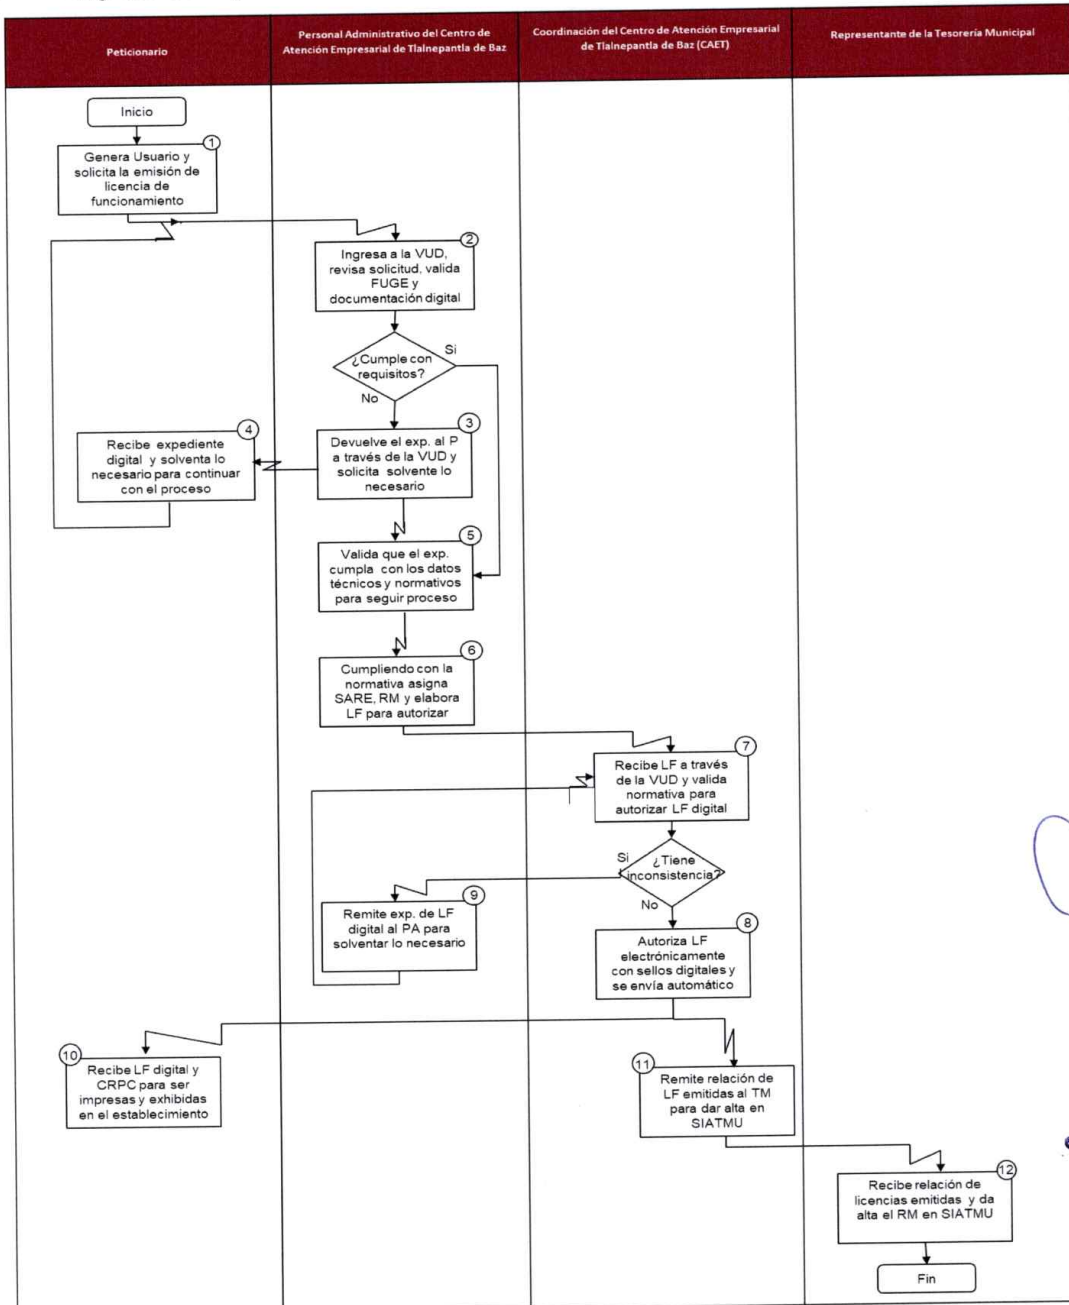 Peticionario
Personal Administrativo del Centro de
Atención Empresarial de Tlalnepantla de Baz
Coordinación del Centro de Atención Empresarial
de Tlalnepantla de Baz (CAET)
Representante de la Tesorería Municipal
Inicio
1
Genera Usuario y
solicita la emisión de
licencia de
funcionamiento
2
Ingresa a la VUD,
revisa solicitud, valida
FUGE y
documentación digital
¿Cumple con
requisitos?
Si
No
3
Devuelve el exp. al P
a través de la VUD y
solicita solvente lo
necesario
4
Recibe expediente
digital y solventa lo
necesario para continuar
con el proceso
5
Valida que el exp.
cumpla con los datos
técnicos y normativos
para seguir proceso
6
Cumpliendo con la
normativa asigna
SARE, RM y elabora
LF para autorizar
7
Recibe LF a través
de la VUD y valida
normativa para
autorizar LF digital
¿Tiene
inconsistencia?
Si
No
9
Remite exp. de LF
digital al PA para
solventar lo necesario
8
Autoriza LF
electrónicamente
con sellos digitales y
se envía automático
10
Recibe LF digital y
CRPC para ser
impresas y exhibidas
en el establecimiento
11
Remite relación de
LF emitidas al TM
para dar alta en
SIATMU
12
Recibe relación de
licencias emitidas y da
alta el RM en SIATMU
Fin